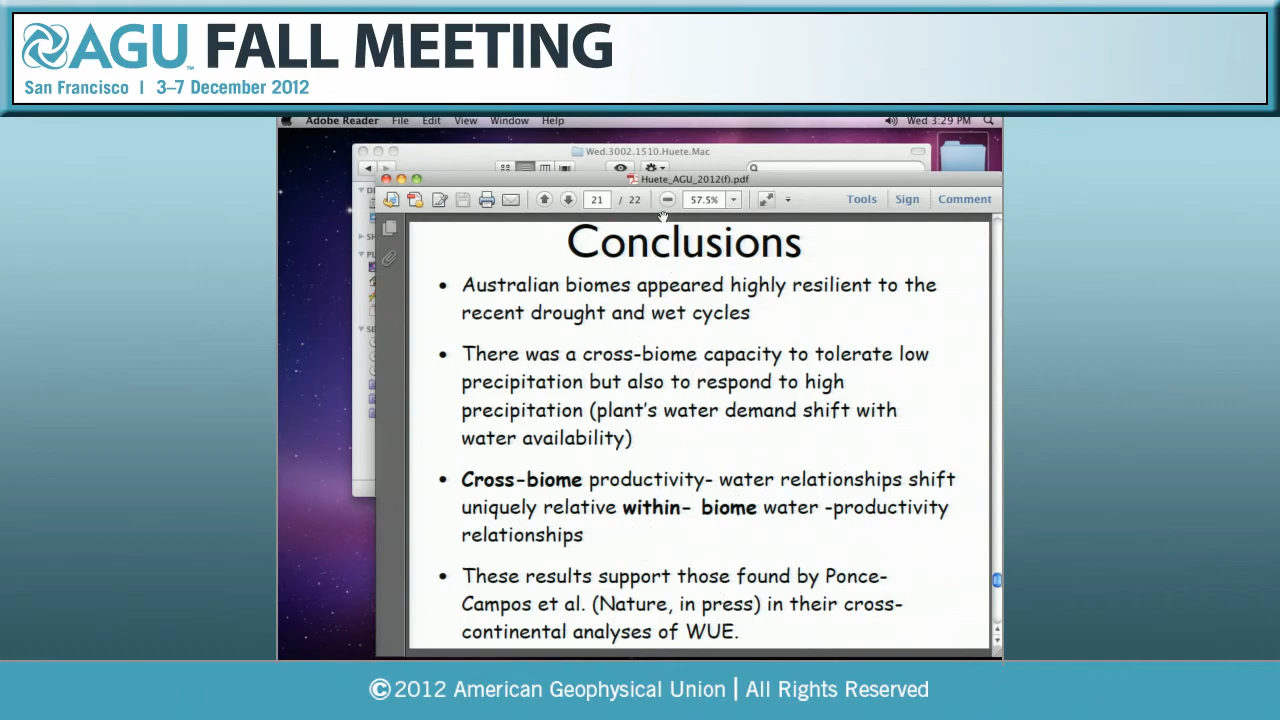 AGU FALL MEETING
San Francisco | 3–7 December 2012
Adobe Reader File Edit View Window Help Wed 3:29 PM
Wed.3002.1510.Huete.Mac
Huete_AGU_2012(f).pdf
21 / 22 57.5% Tools Sign Comment
Conclusions
• Australian biomes appeared highly resilient to the
recent drought and wet cycles
• There was a cross-biome capacity to tolerate low
precipitation but also to respond to high
precipitation (plant's water demand shift with
water availability)
• Cross-biome productivity- water relationships shift
uniquely relative within- biome water -productivity
relationships
• These results support those found by Ponce-
Campos et al. (Nature, in press) in their cross-
continental analyses of WUE.
©2012 American Geophysical Union | All Rights Reserved